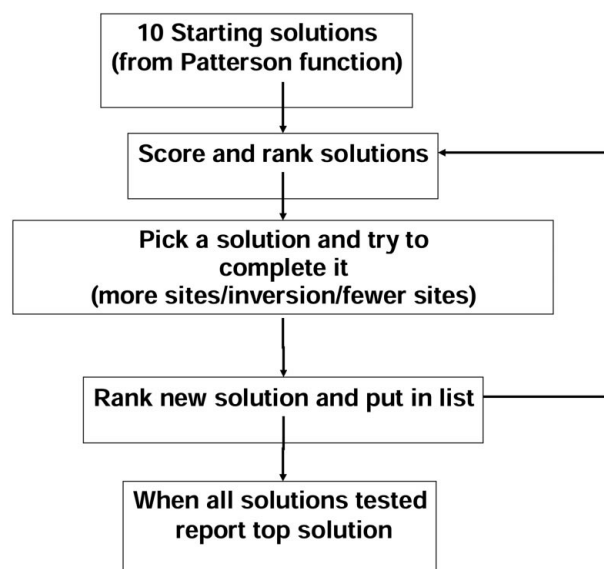 10 Starting solutions
(from Patterson function)
Score and rank solutions
Pick a solution and try to
complete it
(more sites/inversion/fewer sites)
Rank new solution and put in list
When all solutions tested
report top solution